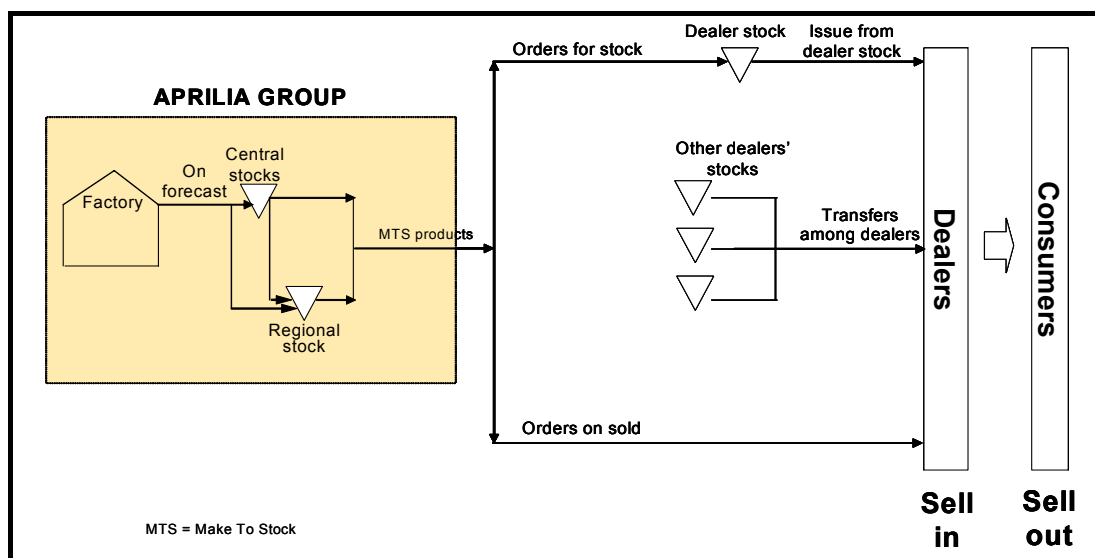 APRILIA GROUP
Factory
On
forecast
Central
stocks
Regional
stock
MTS products
Orders for stock
Dealer stock
Issue from
dealer stock
Other dealers'
stocks
Transfers
among dealers
Orders on sold
Dealers
Consumers
Sell
in
Sell
out
MTS = Make To Stock